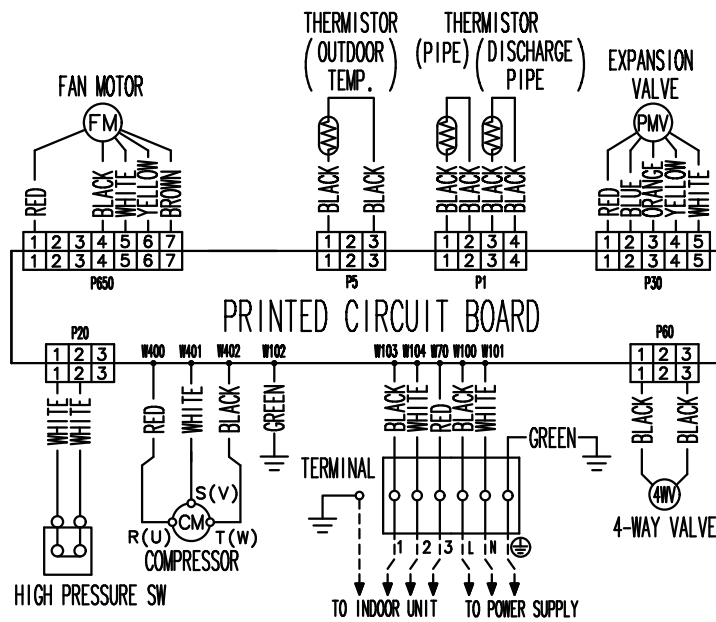 THERMISTOR
(OUTDOOR
TEMP.)
THERMISTOR
(PIPE) (DISCHARGE
PIPE)
EXPANSION
VALVE
FAN MOTOR
FM
PMV
RED
BLACK
WHITE
YELLOW
BROWN
BLACK
BLACK
BLACK
BLACK
BLACK
BLACK
RED
BLUE
ORANGE
YELLOW
WHITE
1 2 3 4 5 6 7
1 2 3 4 5 6 7
P650
1 2 3
1 2 3
P5
1 2 3 4
1 2 3 4
P1
1 2 3 4 5
1 2 3 4 5
P30
PRINTED CIRCUIT BOARD
P20
1 2 3
1 2 3
W400 W401 W402 W102
W103 W104 W70 W100 W101
P60
1 2 3
1 2 3
WHITE
WHITE
RED
WHITE
BLACK
GREEN
BLACK
WHITE
RED
BLACK
WHITE
GREEN
BLACK
BLACK
TERMINAL
S(V)
CM
R(U) T(W)
COMPRESSOR
4WV
4-WAY VALVE
1 2 3 L N
HIGH PRESSURE SW
TO INDOOR UNIT
TO POWER SUPPLY